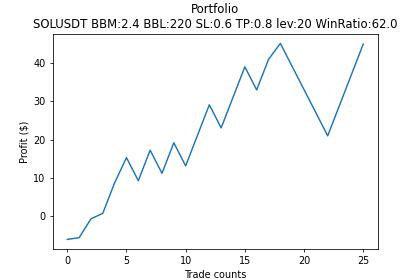 Portfolio
SOLUSDT BBM:2.4 BBL:220 SL:0.6 TP:0.8 lev:20 WinRatio:62.0
40
30
20
10
0
Profit ($)
0 5 10 15 20 25
Trade counts